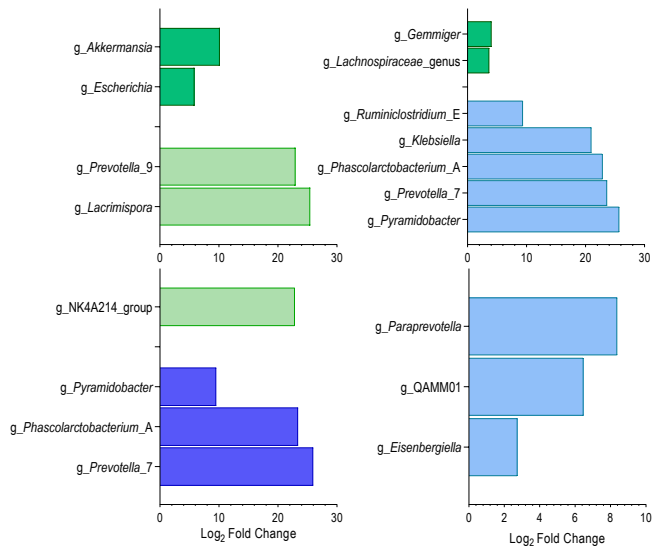 g_Akkermansia
g_Escherichia
g_Prevotella_9
g_Lacrimispora
0 10 20 30
g_Gemmiger
g_Lachnospiraceae_genus
g_Ruminiclostridium_E
g_Klebsiella
g_Phascolarctobacterium_A
g_Prevotella_7
g_Pyramidobacter
0 10 20 30
g_NK4A214_group
g_Pyramidobacter
g_Phascolarctobacterium_A
g_Prevotella_7
0 10 20 30
Log2 Fold Change
g_Paraprevotella
g_QAMM01
g_Eisenbergiella
0 2 4 6 8 10
Log2 Fold Change